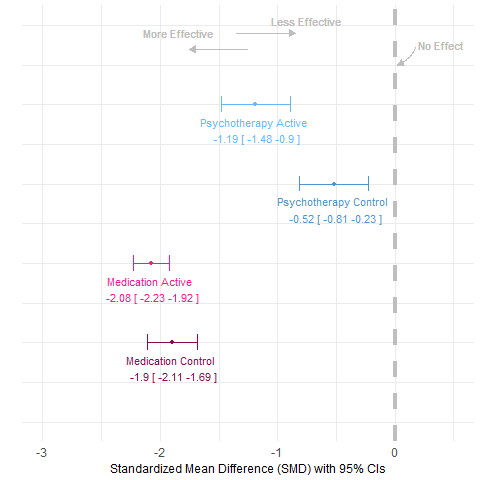 Less Effective
More Effective
No Effect
Psychotherapy Active
-1.19 [ -1.48 -0.9 ]
Psychotherapy Control
-0.52 [ -0.81 -0.23 ]
Medication Active
-2.08 [ -2.23 -1.92 ]
Medication Control
-1.9 [ -2.11 -1.69 ]
-3 -2 -1 0
Standardized Mean Difference (SMD) with 95% CIs